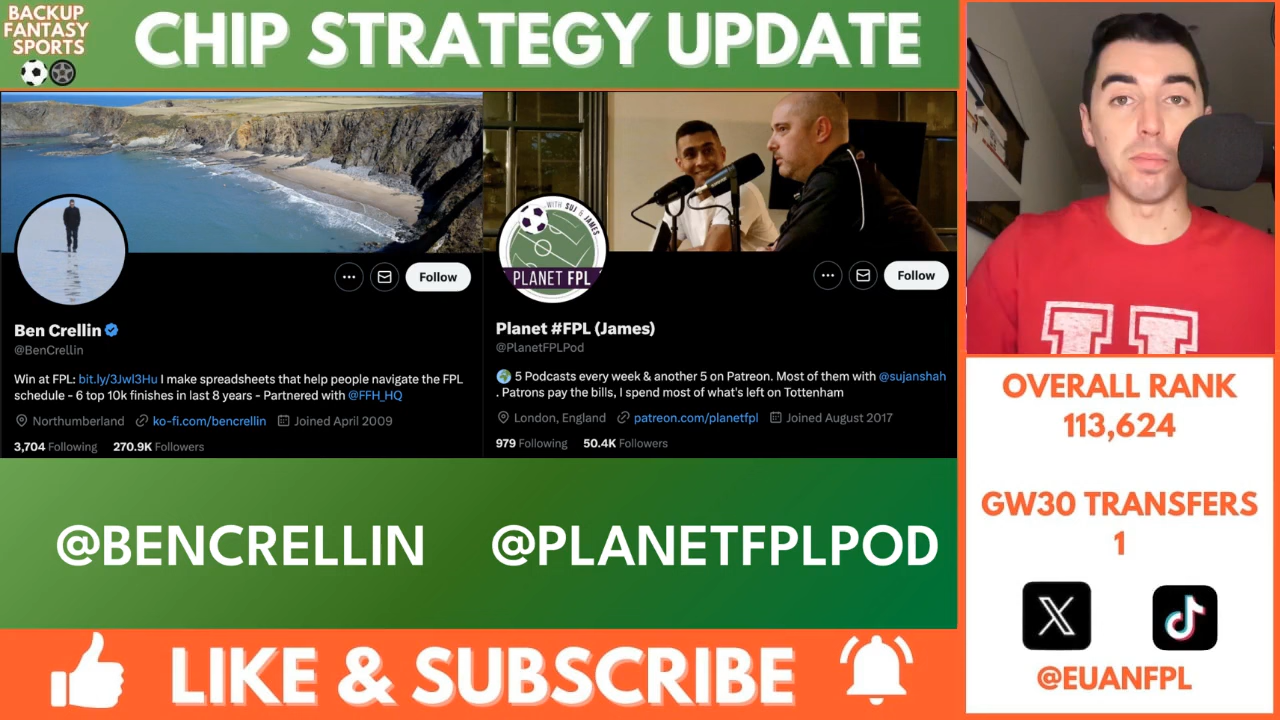 BACKUP
FANTASY
SPORTS
CHIP STRATEGY UPDATE
Follow
Ben Crellin
@BenCrellin
Win at FPL: bit.ly/3Jwl3Hu I make spreadsheets that help people navigate the FPL
schedule - 6 top 10k finishes in last 8 years - Partnered with @FFH_HQ
Northumberland ko-fi.com/bencrellin Joined April 2009
3,704 Following 270.9K Followers
WITH SUJ & JAMES
PLANET FPL
Follow
Planet #FPL (James)
@PlanetFPLPod
5 Podcasts every week & another 5 on Patreon. Most of them with @sujanshah
. Patrons pay the bills, I spend most of what's left on Tottenham
London, England patreon.com/planetfpl Joined August 2017
979 Following 50.4K Followers
@BENCRELLIN @PLANETFPLPOD
LIKE & SUBSCRIBE
OVERALL RANK
113,624
GW30 TRANSFERS
1
@EUANFPL